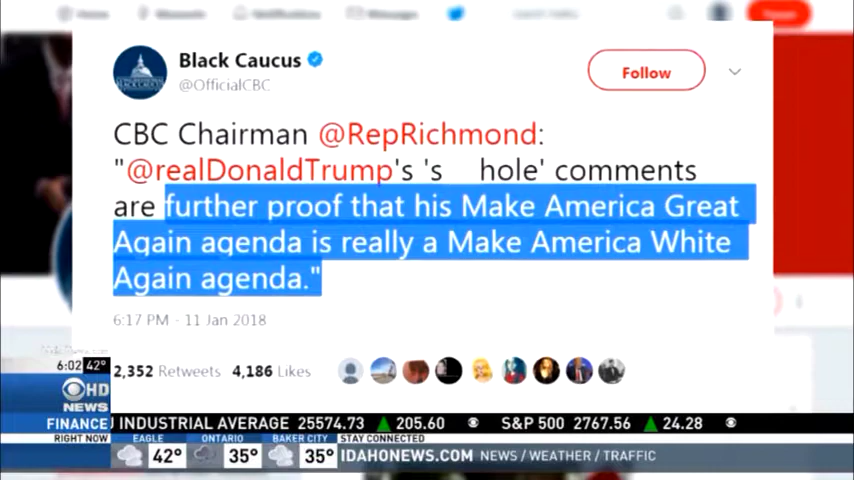 Black Caucus
@OfficialCBC
Follow
CBC Chairman @RepRichmond:
"@realDonaldTrump's 's hole' comments
are further proof that his Make America Great
Again agenda is really a Make America White
Again agenda."
6:17 PM - 11 Jan 2018
2,352 Retweets 4,186 Likes
6:02 42°
HD
NEWS
FINANCE J INDUSTRIAL AVERAGE 25574.73 205.60 S&P 500 2767.56 24.28
RIGHT NOW EAGLE ONTARIO BAKER CITY STAY CONNECTED
42° 35° 35° IDAHONEWS.COM NEWS / WEATHER / TRAFFIC